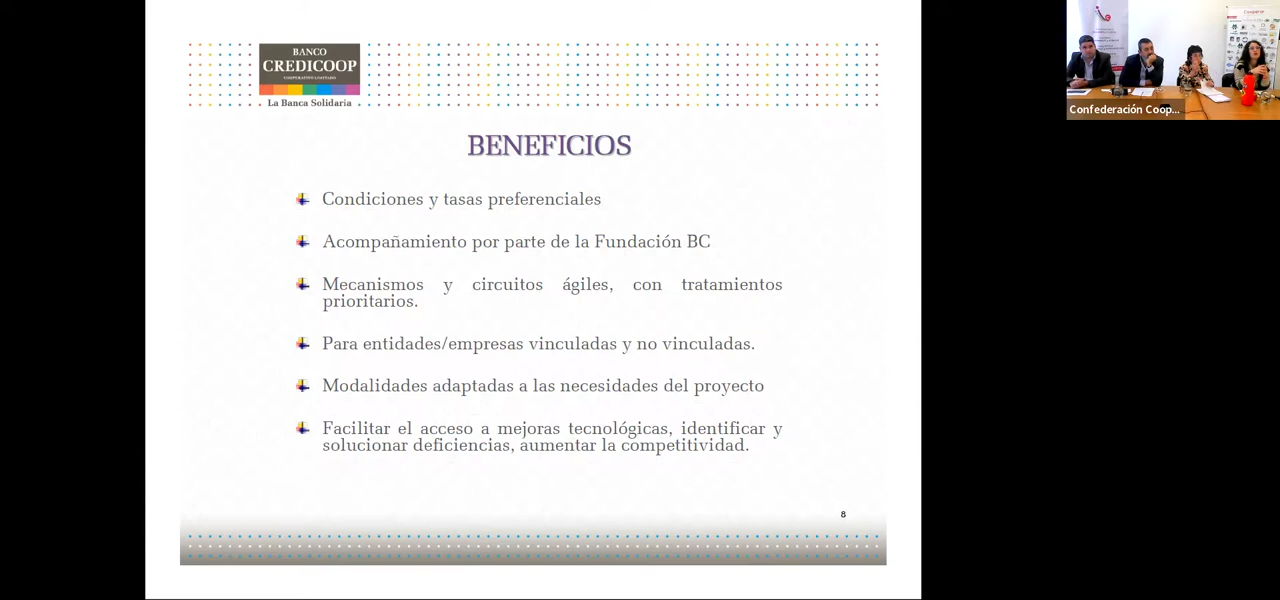 BANCO
CREDICOOP
COOPERATIVO LIMITADO
La Banca Solidaria
BENEFICIOS
Condiciones y tasas preferenciales
Acompañamiento por parte de la Fundación BC
Mecanismos y circuitos ágiles, con tratamientos
prioritarios.
Para entidades/empresas vinculadas y no vinculadas.
Modalidades adaptadas a las necesidades del proyecto
Facilitar el acceso a mejoras tecnológicas, identificar y
solucionar deficiencias, aumentar la competitividad.
8
Confederación Coop...